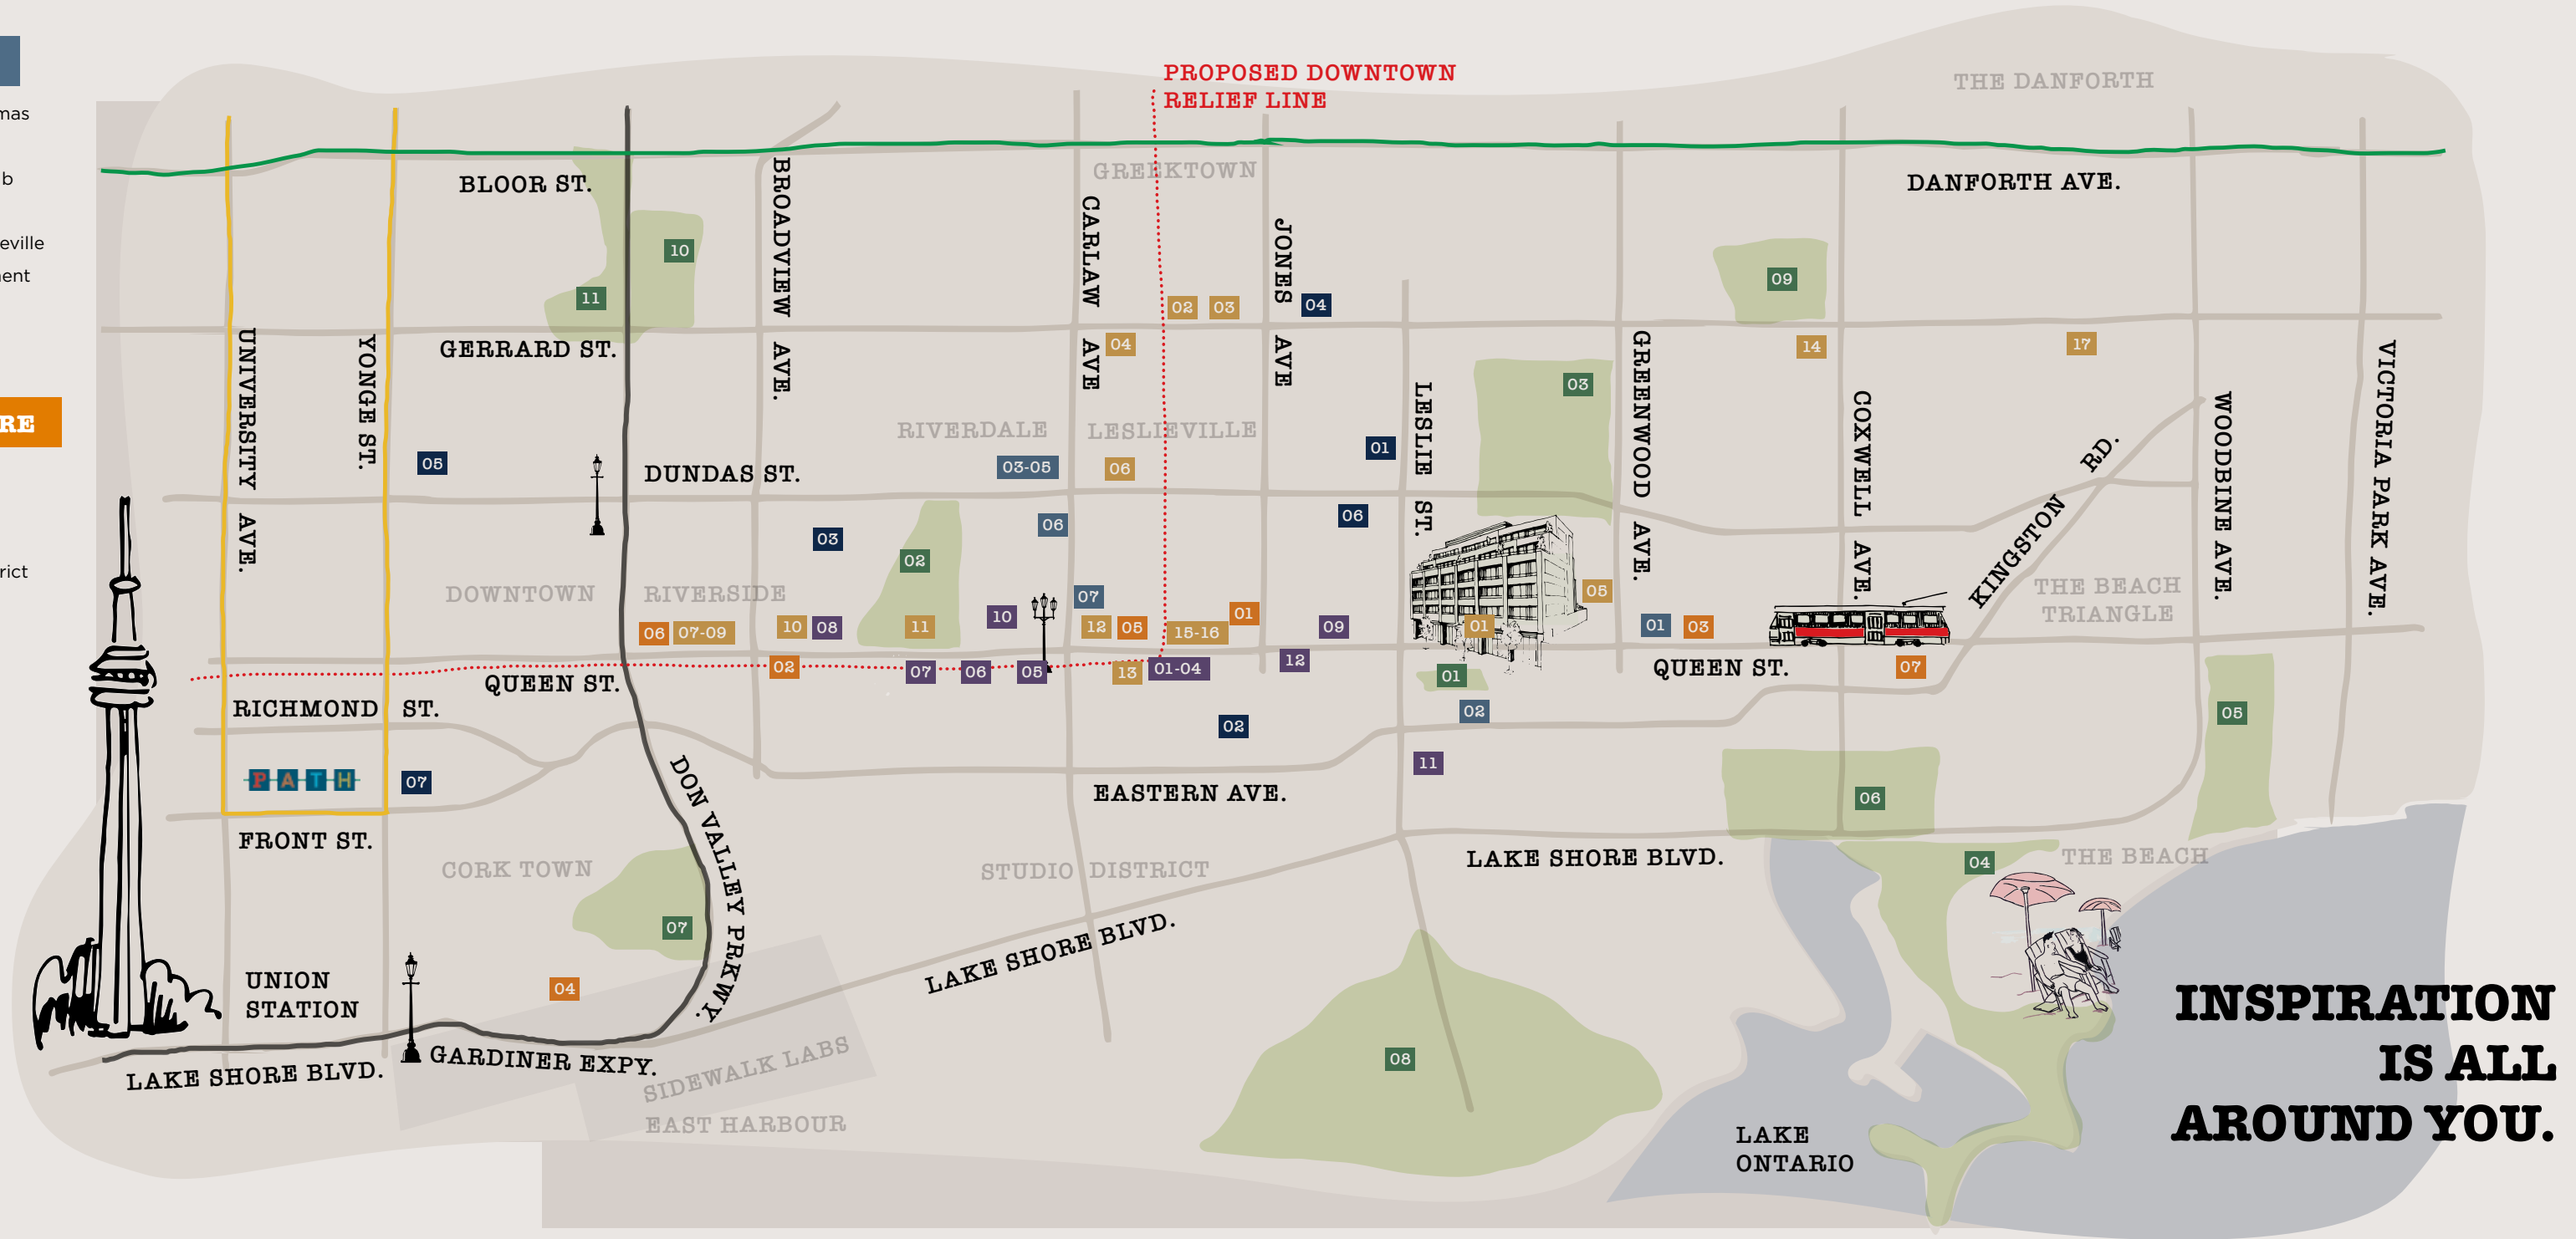 mas
b
eville
ent
RE
rict
PROPOSED DOWNTOWN
RELIEF LINE
THE DANFORTH
GREEKTOWN
BLOOR ST.
DANFORTH AVE.
BROADVIEW AVE.
CARLAW AVE
JONES AVE
10
11
02
03
04
09
GERRARD ST.
04
14
17
UNIVERSITY AVE.
YONGE ST.
LESLIE ST.
GREENWOOD AVE.
COXWELL AVE.
WOODBINE AVE.
VICTORIA PARK AVE.
03
RIVERDALE
LESLIEVILLE
01
05
DUNDAS ST.
03-05
06
KINGSTON RD.
03
06
06
02
DOWNTOWN
RIVERSIDE
07
05
THE BEACH
TRIANGLE
06
07-09
10
08
11
10
12
05
15-16
01
09
01
01
03
02
07
06
05
13
01-04
12
01
QUEEN ST.
07
QUEEN ST.
RICHMOND ST.
02
02
05
PATH
07
11
EASTERN AVE.
06
FRONT ST.
DON VALLEY PRKWY.
CORK TOWN
STUDIO DISTRICT
LAKE SHORE BLVD.
04
THE BEACH
07
LAKE SHORE BLVD.
UNION
STATION
04
08
LAKE SHORE BLVD.
GARDINER EXPY.
SIDEWALK LABS
EAST HARBOUR
LAKE
ONTARIO
INSPIRATION
IS ALL
AROUND YOU.